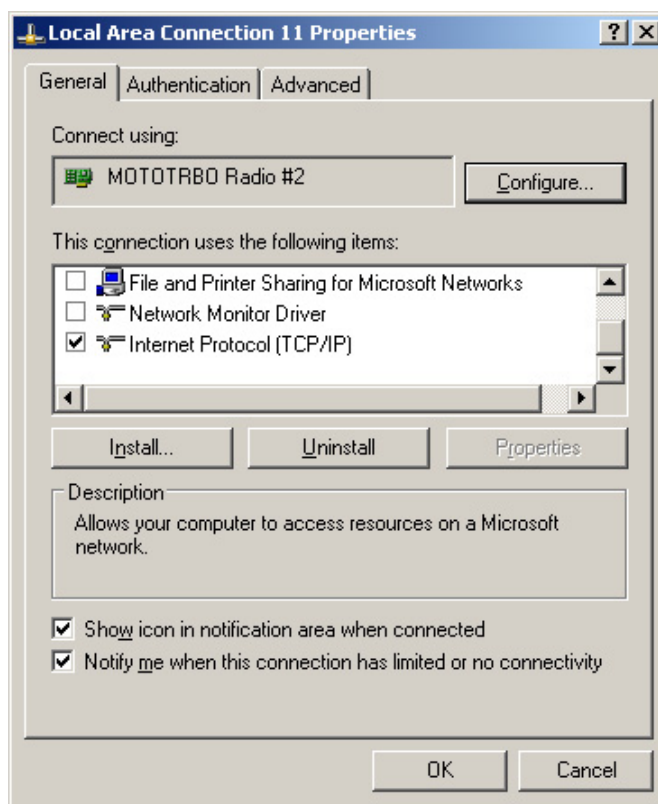 Local Area Connection 11 Properties
General
Authentication
Advanced
Connect using:
MOTOTRBO Radio #2
Configure...
This connection uses the following items:
File and Printer Sharing for Microsoft Networks
Network Monitor Driver
Internet Protocol (TCP/IP)
Install...
Uninstall
Properties
Description
Allows your computer to access resources on a Microsoft
network.
Show icon in notification area when connected
Notify me when this connection has limited or no connectivity
OK
Cancel